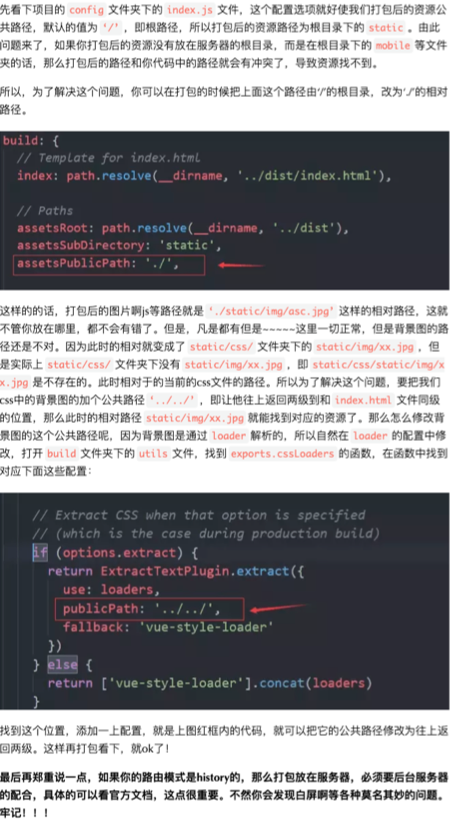 先看下项目的 config 文件夹下的 index.js 文件，这个配置选项就好使我们打包后的资源公
共路径，默认的值为 '/' ，即根路径，所以打包后的资源路径为根目录下的 static 。由此
问题来了，如果你打包后的资源没有放在服务器的根目录，而是在根目录下的 mobile 等文件
夹的话，那么打包后的路径和你代码中的路径就会有冲突了，导致资源找不到。
所以，为了解决这个问题，你可以在打包的时候把上面这个路径由‘/’的根目录，改为‘./’的相对
路径。
build: {
// Template for index.html
index: path.resolve(__dirname, '../dist/index.html'),
// Paths
assetsRoot: path.resolve(__dirname, '../dist'),
assetsSubDirectory: 'static',
assetsPublicPath: './',
这样的的话，打包后的图片啊js等路径就是 './static/img/asc.jpg' 这样的相对路径，这就
不管你放在哪里，都不会有错了。但是，凡是都有但是~~~~~这里一切正常，但是背景图的路
径还是不对。因为此时的相对就变成了 static/css/ 文件夹下的 static/img/xx.jpg ，但
是实际上 static/css/ 文件夹下没有 static/img/xx.jpg ，即 static/css/static/img/x
x.jpg 是不存在的。此时相对于的当前的css文件的路径。所以为了解决这个问题，要把我们
css中的背景图的加个公共路径 '../../' ，即让他往上返回两级到和 index.html 文件同级
的位置，那么此时的相对路径 static/img/xx.jpg 就能找到对应的资源了。那么怎么修改背
景图的这个公共路径呢，因为背景图是通过 loader 解析的，所以自然在 loader 的配置中修
改，打开 build 文件夹下的 utils 文件，找到 exports.cssLoaders 的函数，在函数中找到
对应下面这些配置：
// Extract CSS when that option is specified
// (which is the case during production build)
if (options.extract) {
return ExtractTextPlugin.extract({
use: loaders,
publicPath: '../../',
fallback: 'vue-style-loader'
})
} else {
return ['vue-style-loader'].concat(loaders)
}
找到这个位置，添加一上配置，就是上图红框内的代码，就可以把它的公共路径修改为往上返
回两级。这样再打包看下，就ok了！
最后再郑重说一点，如果你的路由模式是history的，那么打包放在服务器，必须要后台服务器
的配合，具体的可以看官方文档，这点很重要。不然你会发现白屏啊等各种莫名其妙的问题。
牢记！！！